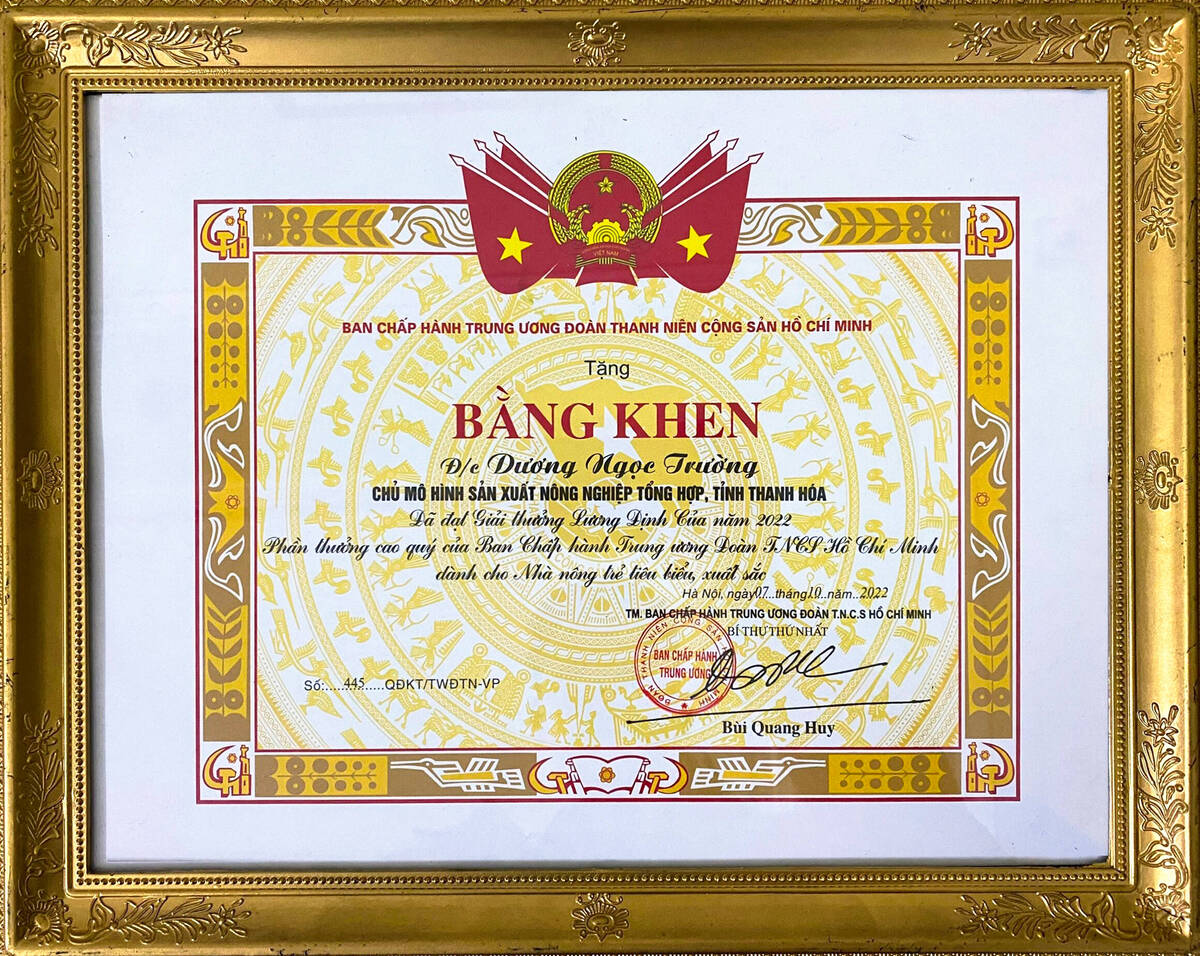 VIỆT NAM
BAN CHẤP HÀNH TRUNG ƯƠNG ĐOÀN THANH NIÊN CỘNG SẢN HỒ CHÍ MINH
Tặng
BẰNG KHEN
Đ/c Dương Ngọc Trường
CHỦ MÔ HÌNH SẢN XUẤT NÔNG NGHIỆP TỔNG HỢP, TỈNH THANH HÓA
Đã đạt Giải thưởng Lương Định Của năm 2022
Phần thưởng cao quý của Ban Chấp hành Trung ương Đoàn TNCS Hồ Chí Minh
dành cho Nhà nông trẻ tiêu biểu, xuất sắc
Hà Nội, ngày 07...tháng 10...năm...2022
TM. BAN CHẤP HÀNH TRUNG ƯƠNG ĐOÀN T.N.C.S HỒ CHÍ MINH
BÍ THƯ THỨ NHẤT
ĐOÀN THANH NIÊN CỘNG SẢN
MINH
BAN CHẤP HÀNH
TRUNG ƯƠNG
Số:.....445.....QĐKT/TWĐTN-VP
Bùi Quang Huy